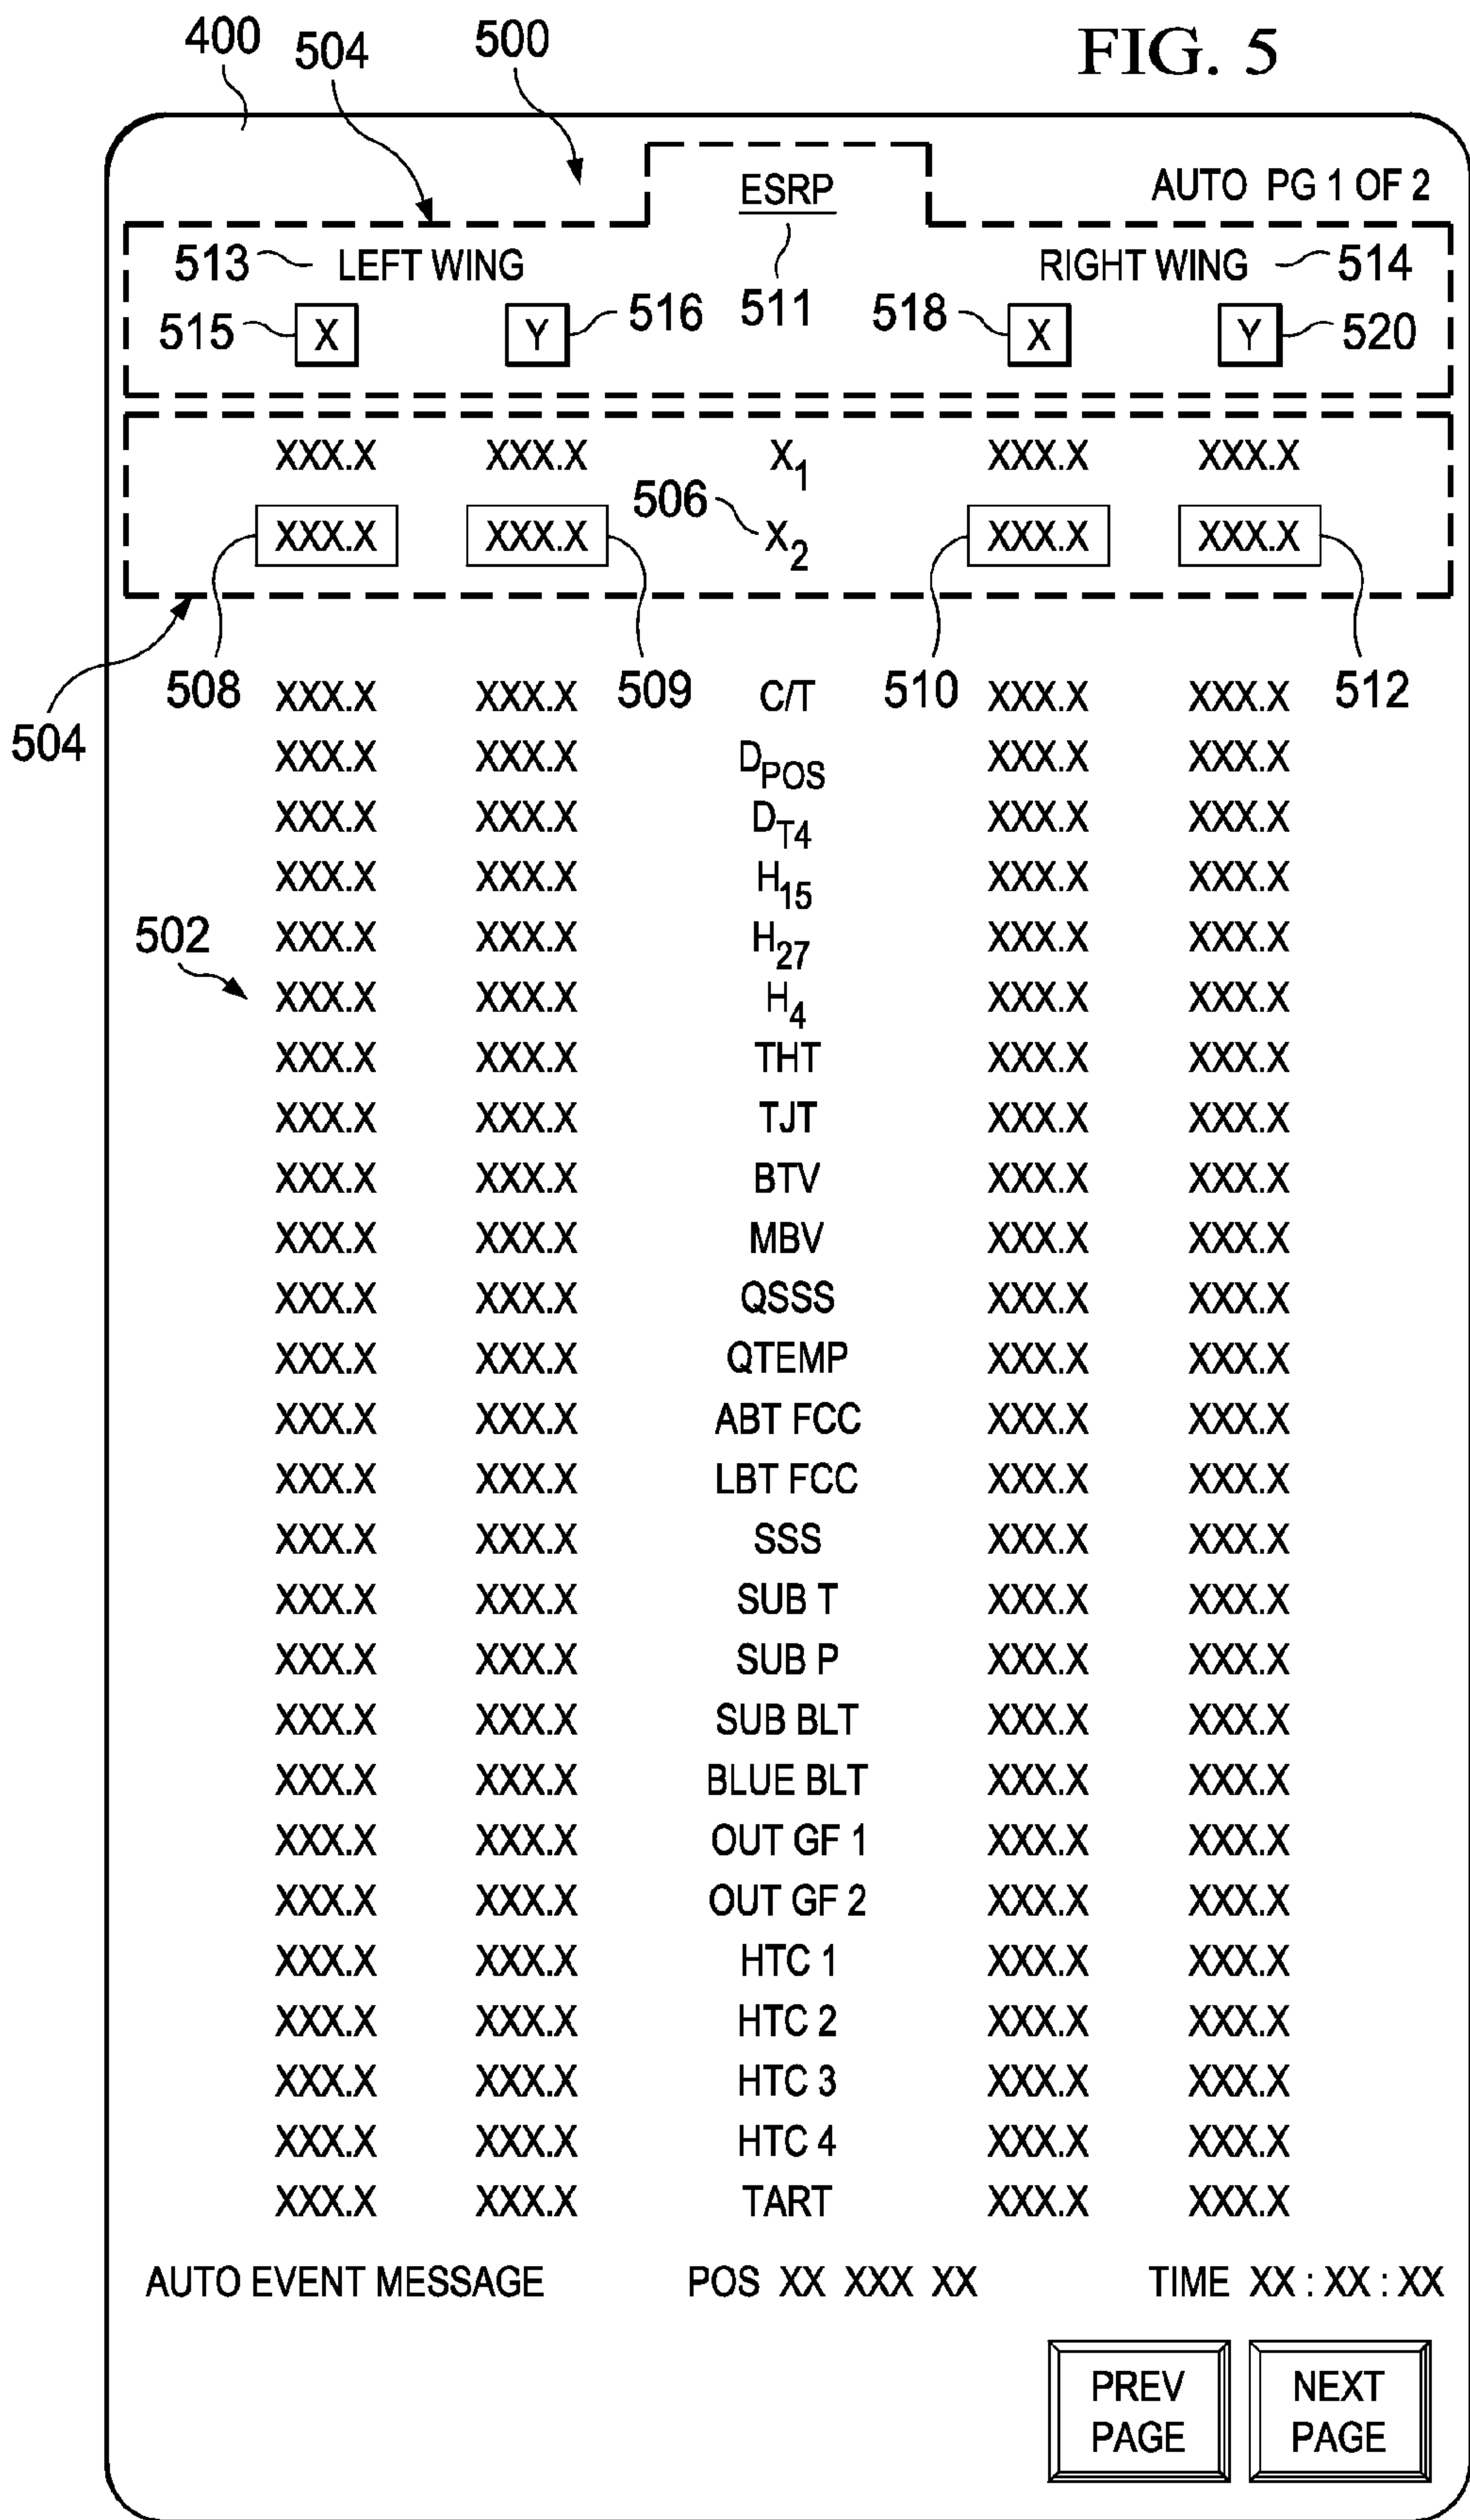 FIG. 5
400 504 500
ESRP
AUTO PG 1 OF 2
513 LEFT WING
RIGHT WING 514
515 X Y 516 511 518 X Y 520
XXX.X XXX.X X1 XXX.X XXX.X
506
XXX.X XXX.X X2 XXX.X XXX.X
504 508 509 510 512
XXX.X XXX.X C/T XXX.X XXX.X
XXX.X XXX.X DPOS XXX.X XXX.X
XXX.X XXX.X DT4 XXX.X XXX.X
XXX.X XXX.X H15 XXX.X XXX.X
502 XXX.X XXX.X H27 XXX.X XXX.X
XXX.X XXX.X H4 XXX.X XXX.X
XXX.X XXX.X THT XXX.X XXX.X
XXX.X XXX.X TJT XXX.X XXX.X
XXX.X XXX.X BTV XXX.X XXX.X
XXX.X XXX.X MBV XXX.X XXX.X
XXX.X XXX.X QSSS XXX.X XXX.X
XXX.X XXX.X QTEMP XXX.X XXX.X
XXX.X XXX.X ABT FCC XXX.X XXX.X
XXX.X XXX.X LBT FCC XXX.X XXX.X
XXX.X XXX.X SSS XXX.X XXX.X
XXX.X XXX.X SUB T XXX.X XXX.X
XXX.X XXX.X SUB P XXX.X XXX.X
XXX.X XXX.X SUB BLT XXX.X XXX.X
XXX.X XXX.X BLUE BLT XXX.X XXX.X
XXX.X XXX.X OUT GF 1 XXX.X XXX.X
XXX.X XXX.X OUT GF 2 XXX.X XXX.X
XXX.X XXX.X HTC 1 XXX.X XXX.X
XXX.X XXX.X HTC 2 XXX.X XXX.X
XXX.X XXX.X HTC 3 XXX.X XXX.X
XXX.X XXX.X HTC 4 XXX.X XXX.X
XXX.X XXX.X TART XXX.X XXX.X
AUTO EVENT MESSAGE POS XX XXX XX TIME XX : XX : XX
PREV
PAGE
NEXT
PAGE